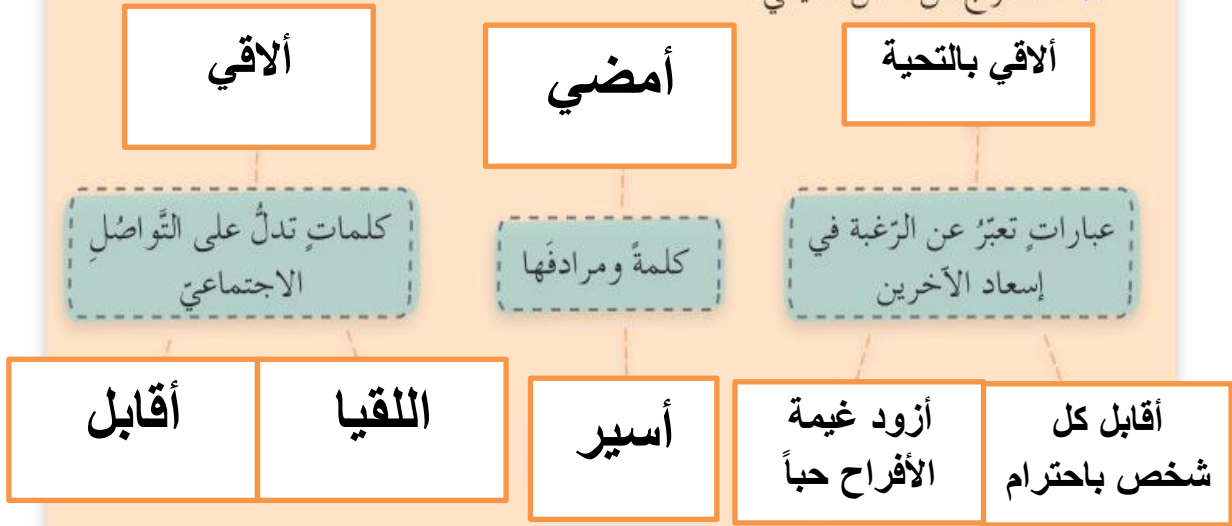 ألاقي بالتحية
أمضي
ألاقي
عباراتٍ تعبّرُ عن الرّغبة في
إسعاد الآخرين
كلمةً ومرادفَها
كلماتٍ تدلُّ على التَّواصُلِ
الاجتماعيّ
أقابل كل
شخص باحترام
أزود غيمة
الأفراح حباً
أسير
اللقيا
أقابل